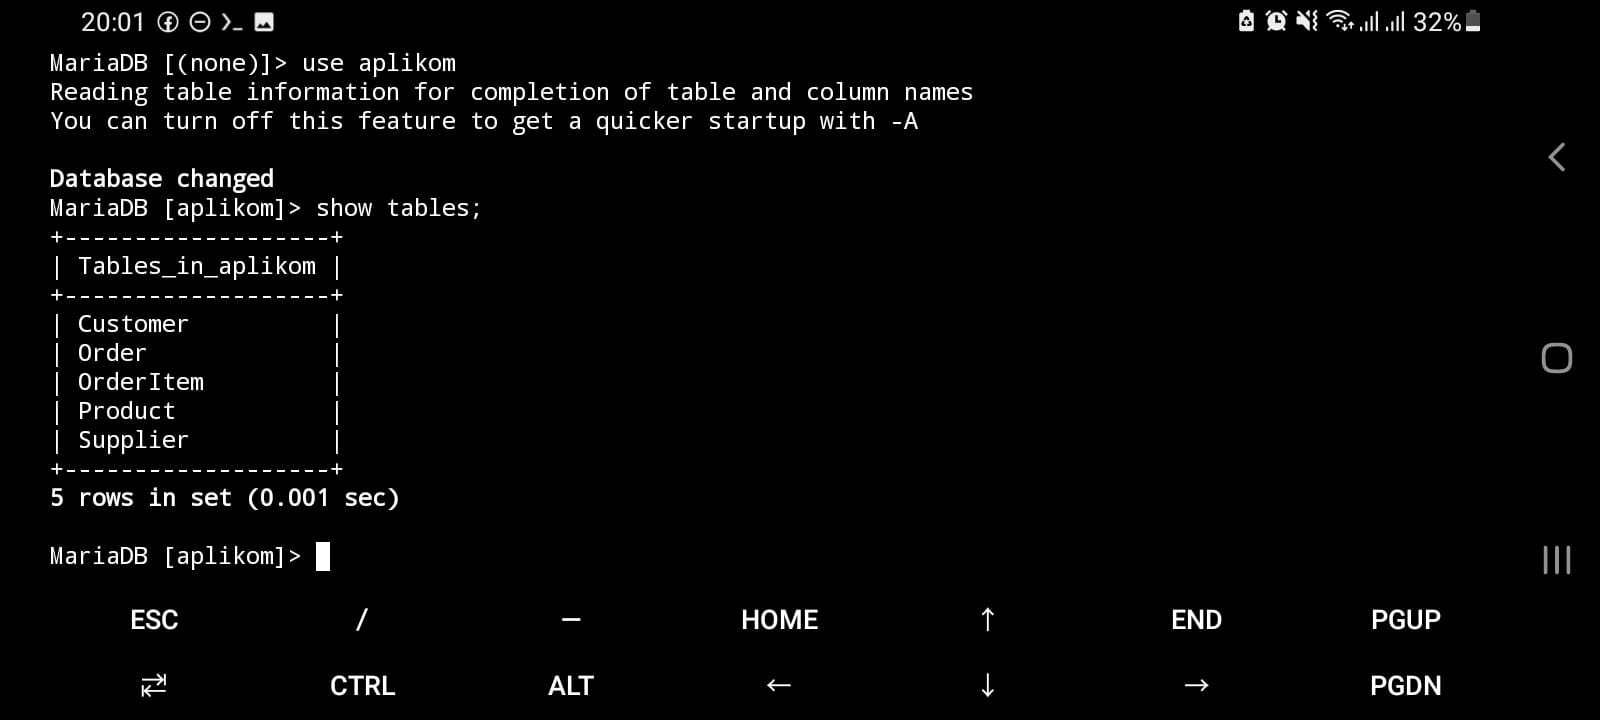 20:01 32%
MariaDB [(none)]> use aplikom
Reading table information for completion of table and column names
You can turn off this feature to get a quicker startup with -A
Database changed
MariaDB [aplikom]> show tables;
+-------------------+
| Tables_in_aplikom |
+-------------------+
| Customer          |
| Order             |
| OrderItem         |
| Product           |
| Supplier          |
+-------------------+
5 rows in set (0.001 sec)
MariaDB [aplikom]>
ESC / — HOME ↑ END PGUP
CTRL ALT ← ↓ → PGDN